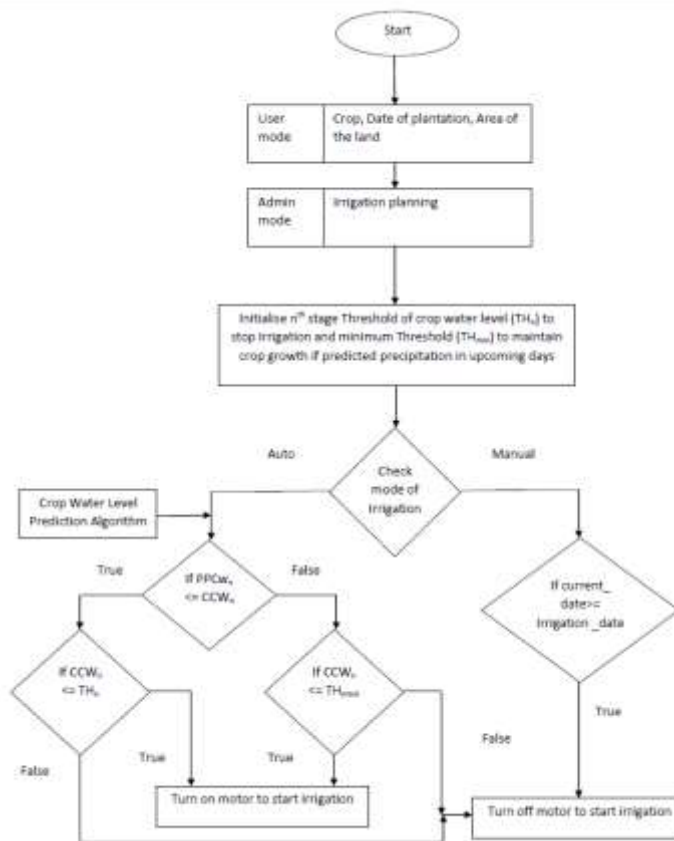 Start
User
mode
Crop, Date of plantation, Area of
the land
Admin
mode
Irrigation planning
Initialise nth stage Threshold of crop water level (THn) to
stop Irrigation and minimum Threshold (THmin) to maintain
crop growth if predicted precipitation in upcoming days
Auto
Manual
Check
mode of
Irrigation
Crop Water Level
Prediction Algorithm
True
False
If PPCwn
<= CCWn
If current_
date>=
Irrigation _data
If CCWn
<= THn
If CCWn
<= THmin
True
False
False
True
True
Turn on motor to start irrigation
Turn off motor to start irrigation